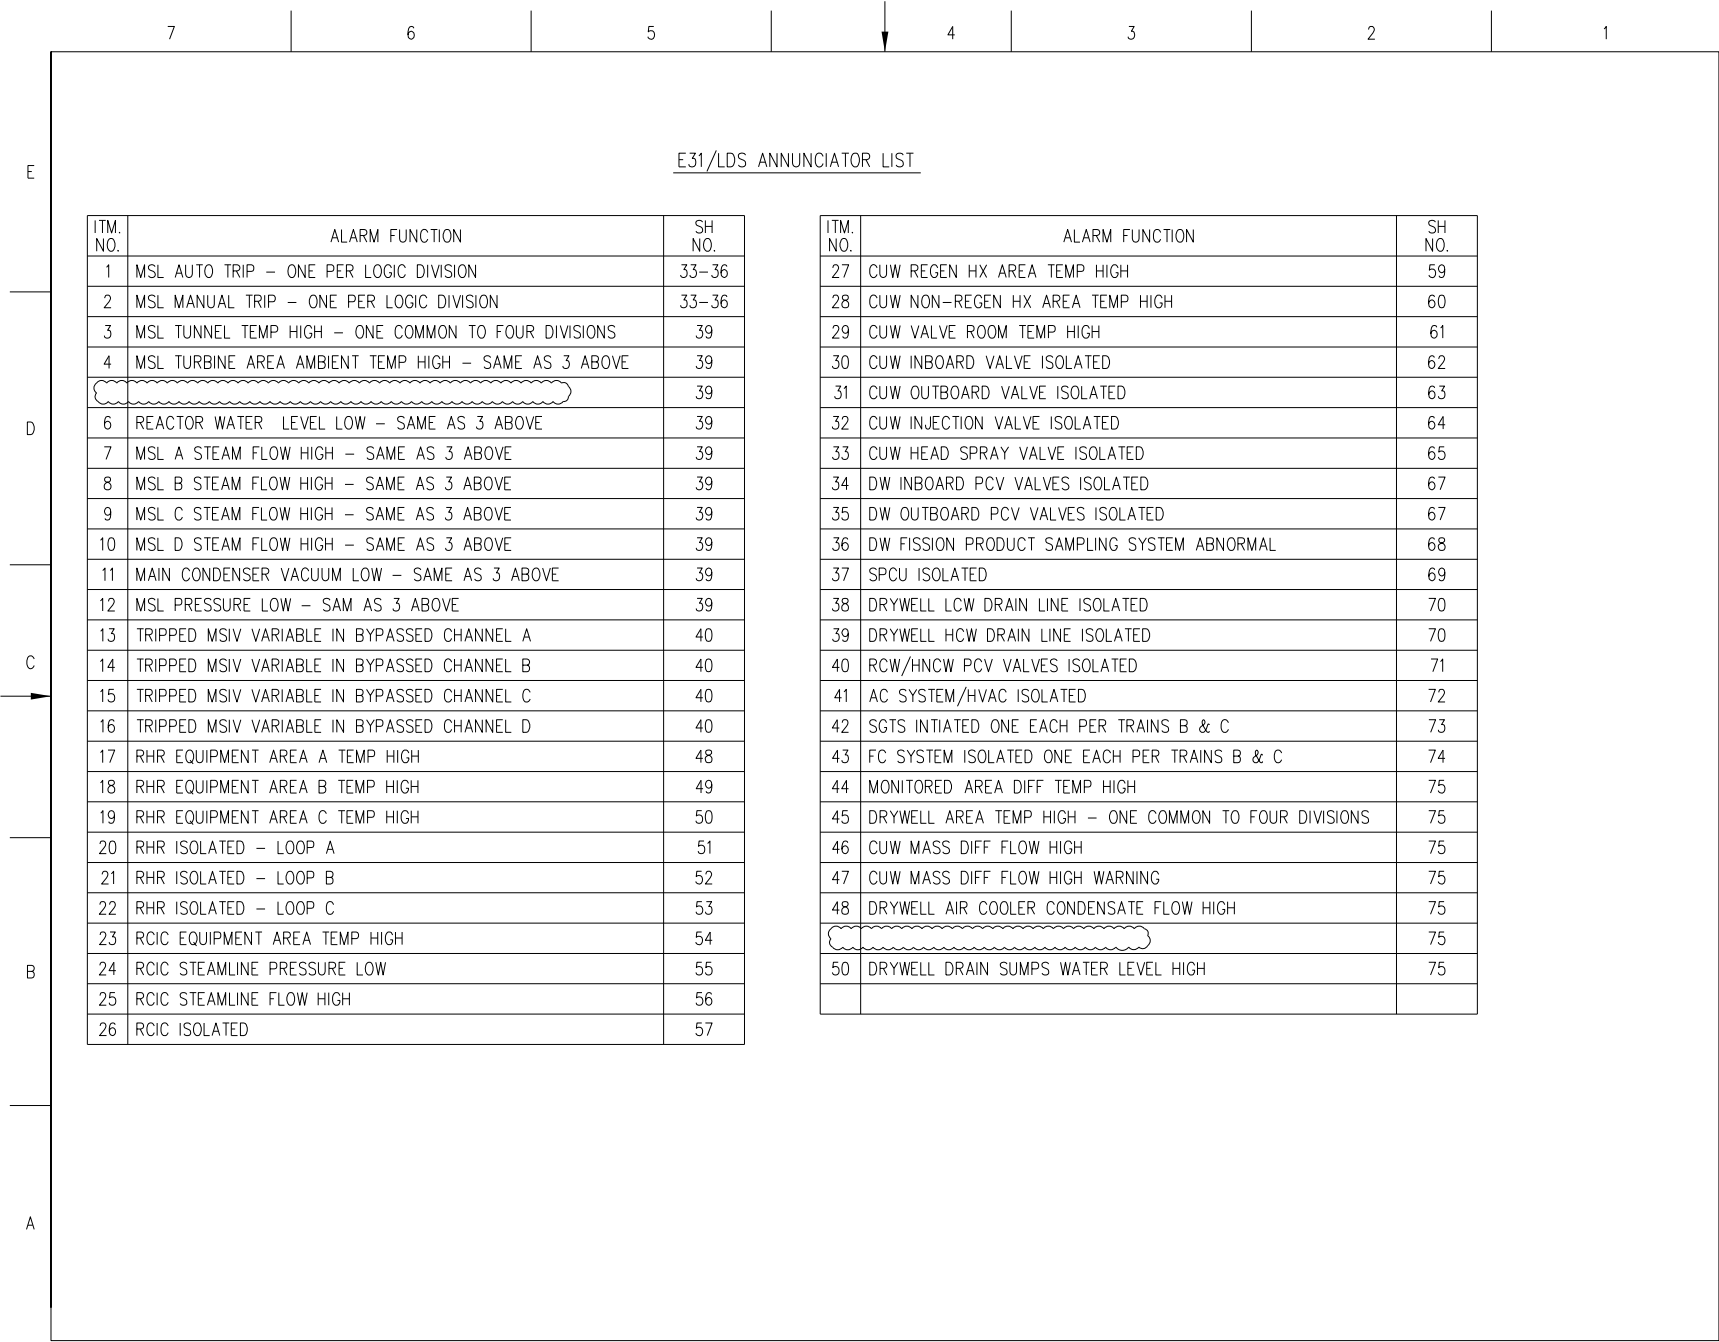 7 6 5 4 3 2 1
E31/LDS ANNUNCIATOR LIST
E
D
C
B
A
ITM. NO. ALARM FUNCTION SH NO.
1 MSL AUTO TRIP – ONE PER LOGIC DIVISION 33–36
2 MSL MANUAL TRIP – ONE PER LOGIC DIVISION 33–36
3 MSL TUNNEL TEMP HIGH – ONE COMMON TO FOUR DIVISIONS 39
4 MSL TURBINE AREA AMBIENT TEMP HIGH – SAME AS 3 ABOVE 39
39
6 REACTOR WATER LEVEL LOW – SAME AS 3 ABOVE 39
7 MSL A STEAM FLOW HIGH – SAME AS 3 ABOVE 39
8 MSL B STEAM FLOW HIGH – SAME AS 3 ABOVE 39
9 MSL C STEAM FLOW HIGH – SAME AS 3 ABOVE 39
10 MSL D STEAM FLOW HIGH – SAME AS 3 ABOVE 39
11 MAIN CONDENSER VACUUM LOW – SAME AS 3 ABOVE 39
12 MSL PRESSURE LOW – SAM AS 3 ABOVE 39
13 TRIPPED MSIV VARIABLE IN BYPASSED CHANNEL A 40
14 TRIPPED MSIV VARIABLE IN BYPASSED CHANNEL B 40
15 TRIPPED MSIV VARIABLE IN BYPASSED CHANNEL C 40
16 TRIPPED MSIV VARIABLE IN BYPASSED CHANNEL D 40
17 RHR EQUIPMENT AREA A TEMP HIGH 48
18 RHR EQUIPMENT AREA B TEMP HIGH 49
19 RHR EQUIPMENT AREA C TEMP HIGH 50
20 RHR ISOLATED – LOOP A 51
21 RHR ISOLATED – LOOP B 52
22 RHR ISOLATED – LOOP C 53
23 RCIC EQUIPMENT AREA TEMP HIGH 54
24 RCIC STEAMLINE PRESSURE LOW 55
25 RCIC STEAMLINE FLOW HIGH 56
26 RCIC ISOLATED 57
ITM. NO. ALARM FUNCTION SH NO.
27 CUW REGEN HX AREA TEMP HIGH 59
28 CUW NON–REGEN HX AREA TEMP HIGH 60
29 CUW VALVE ROOM TEMP HIGH 61
30 CUW INBOARD VALVE ISOLATED 62
31 CUW OUTBOARD VALVE ISOLATED 63
32 CUW INJECTION VALVE ISOLATED 64
33 CUW HEAD SPRAY VALVE ISOLATED 65
34 DW INBOARD PCV VALVES ISOLATED 67
35 DW OUTBOARD PCV VALVES ISOLATED 67
36 DW FISSION PRODUCT SAMPLING SYSTEM ABNORMAL 68
37 SPCU ISOLATED 69
38 DRYWELL LCW DRAIN LINE ISOLATED 70
39 DRYWELL HCW DRAIN LINE ISOLATED 70
40 RCW/HNCW PCV VALVES ISOLATED 71
41 AC SYSTEM/HVAC ISOLATED 72
42 SGTS INTIATED ONE EACH PER TRAINS B & C 73
43 FC SYSTEM ISOLATED ONE EACH PER TRAINS B & C 74
44 MONITORED AREA DIFF TEMP HIGH 75
45 DRYWELL AREA TEMP HIGH – ONE COMMON TO FOUR DIVISIONS 75
46 CUW MASS DIFF FLOW HIGH 75
47 CUW MASS DIFF FLOW HIGH WARNING 75
48 DRYWELL AIR COOLER CONDENSATE FLOW HIGH 75
75
50 DRYWELL DRAIN SUMPS WATER LEVEL HIGH 75